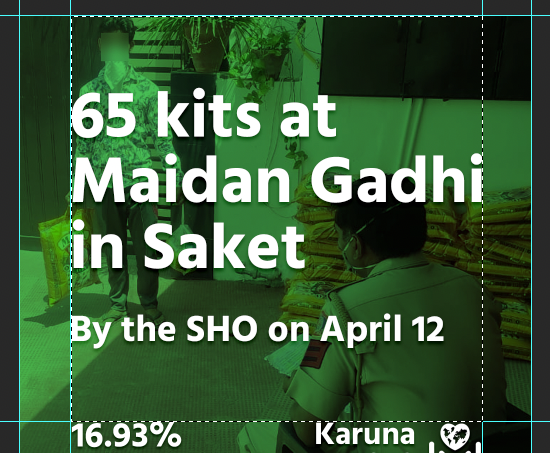 65 kits at
Maidan Gadhi
in Saket
By the SHO on April 12
16.93%
Karuna